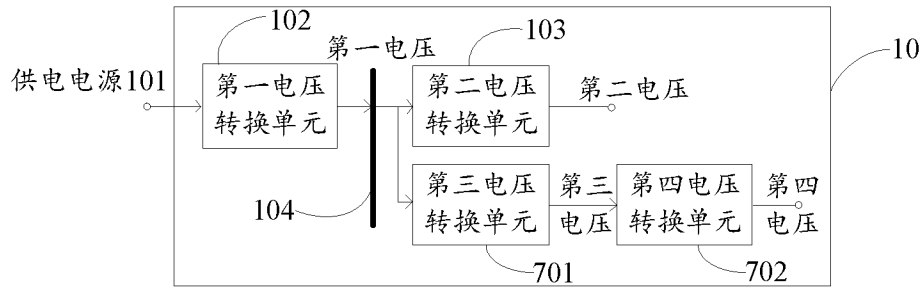 102
第一电压
103
10
供电电源101
第一电压
转换单元
第二电压
转换单元
第二电压
104
第三电压
转换单元
第三
电压
第四电压
转换单元
第四
电压
701
702